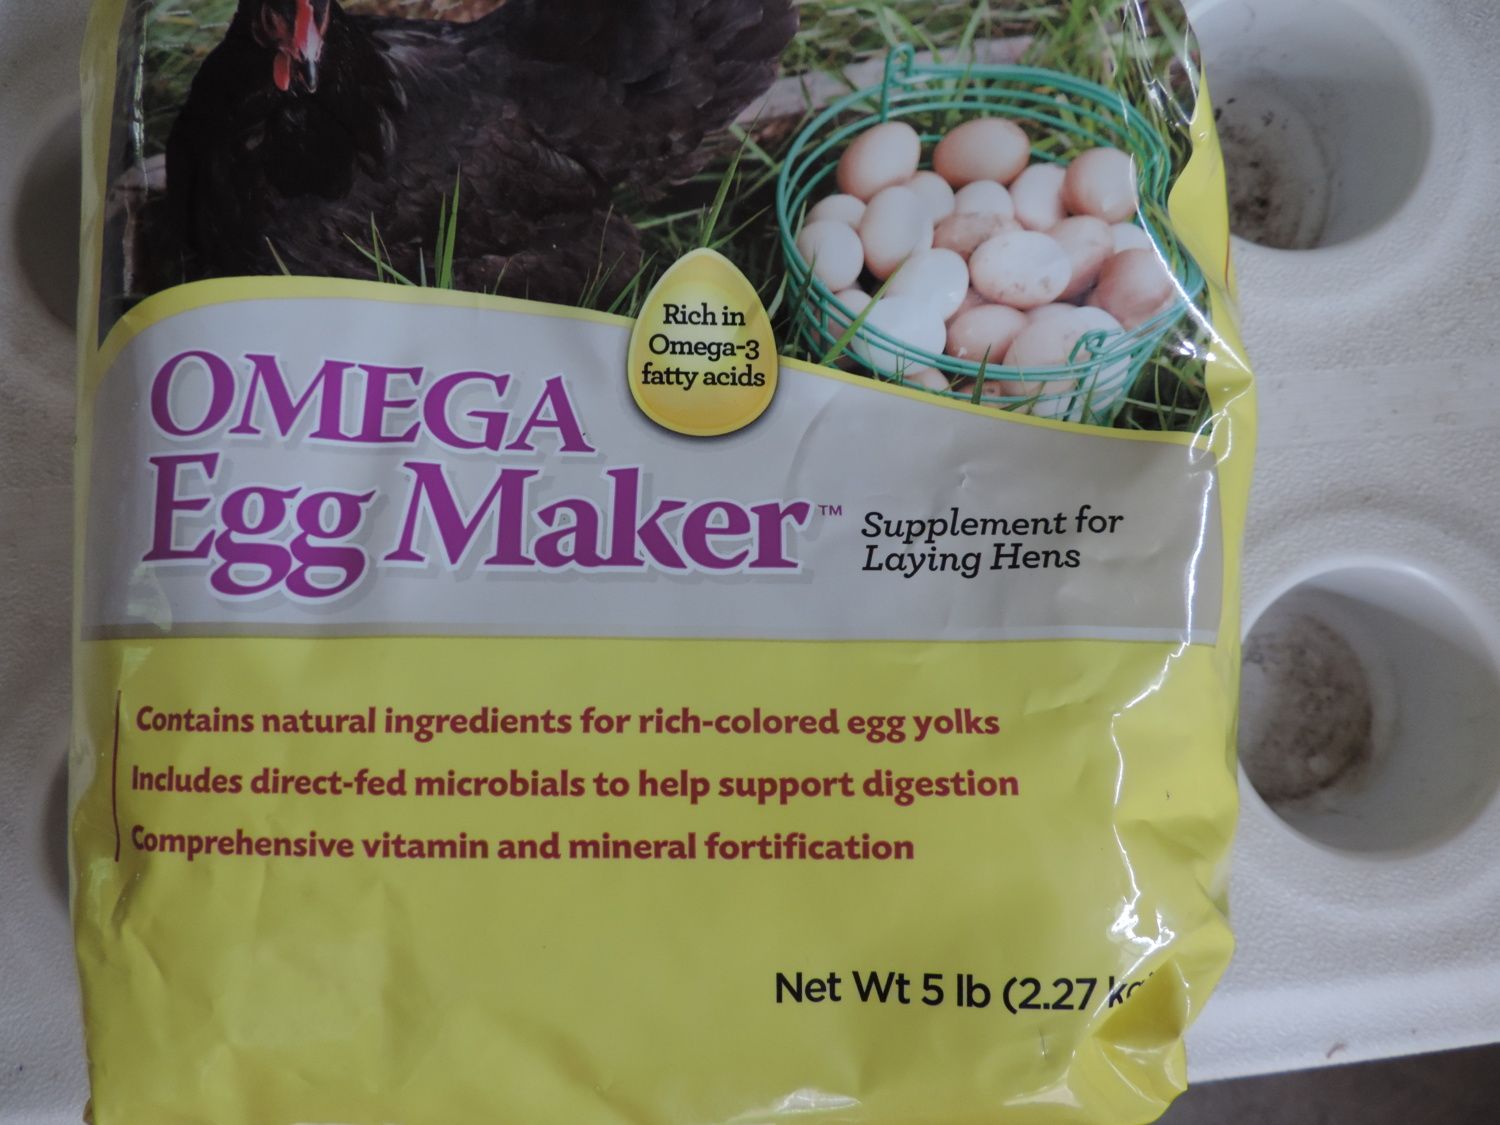 Rich in
Omega-3
fatty acids
OMEGA
Egg Maker™
Supplement for
Laying Hens
Contains natural ingredients for rich-colored egg yolks
Includes direct-fed microbials to help support digestion
Comprehensive vitamin and mineral fortification
Net Wt 5 lb (2.27 kg